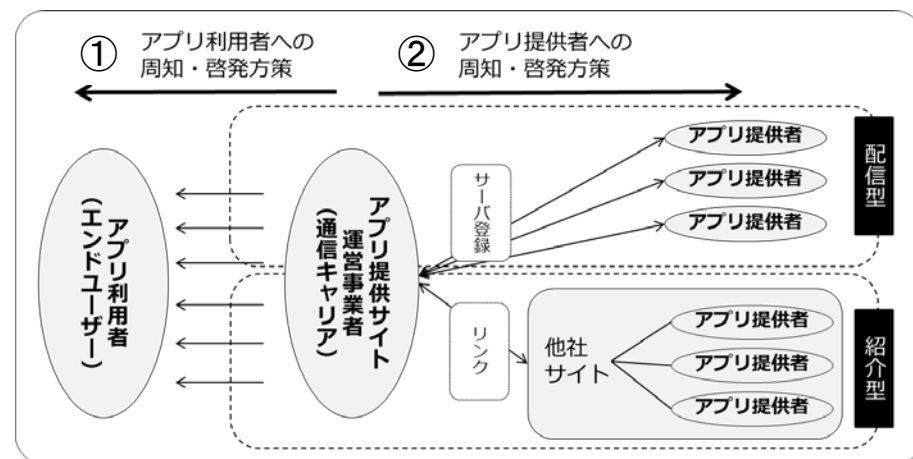 ①
アプリ利用者への
周知・啓発方策
②
アプリ提供者への
周知・啓発方策
アプリ利用者
(エンドユーザー)
アプリ提供サイト
運営事業者
(通信キャリア)
サーバ登録
アプリ提供者
アプリ提供者
アプリ提供者
配信型
リンク
他社
サイト
アプリ提供者
アプリ提供者
アプリ提供者
紹介型